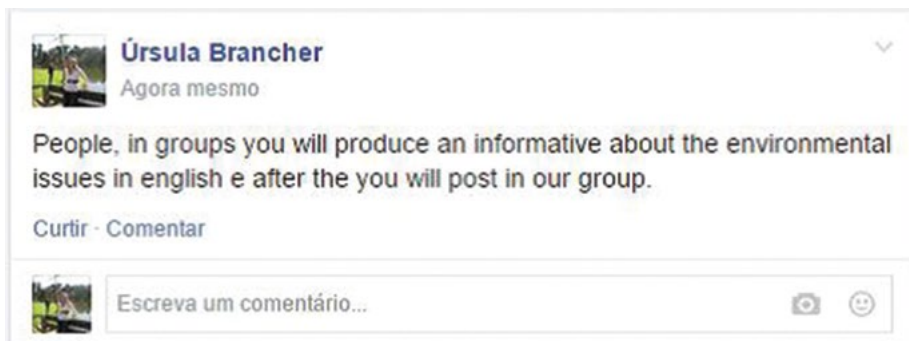 Úrsula Brancher
Agora mesmo
People, in groups you will produce an informative about the environmental
issues in english e after the you will post in our group.
Curtir · Comentar
Escreva um comentário...